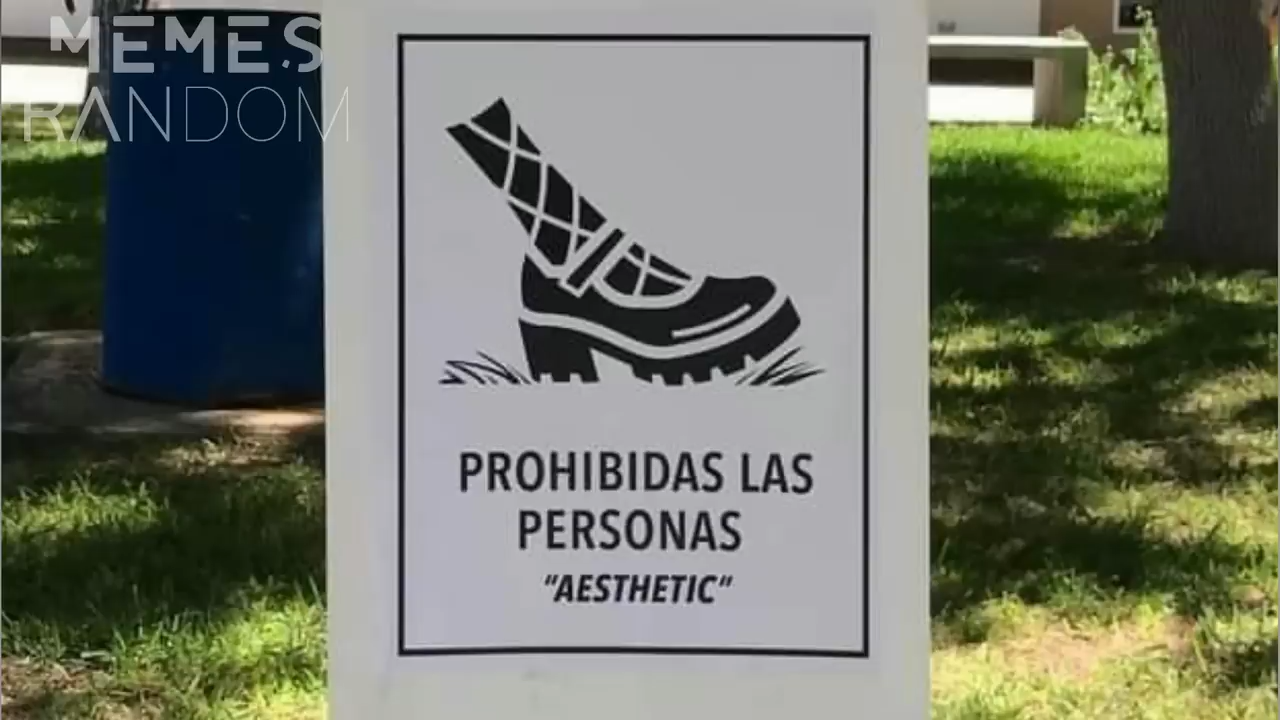 MEMES
RANDOM
PROHIBIDAS LAS
PERSONAS
"AESTHETIC"